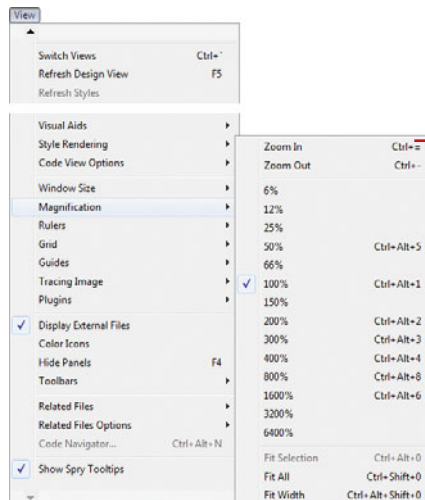 View
Switch Views Ctrl+`
Refresh Design View F5
Refresh Styles
Visual Aids
Style Rendering
Code View Options
Window Size
Magnification
Rulers
Grid
Guides
Tracing Image
Plugins
Display External Files
Color Icons
Hide Panels F4
Toolbars
Related Files
Related Files Options
Code Navigator... Ctrl+Alt+N
Show Spry Tooltips
Zoom In Ctrl+=
Zoom Out Ctrl+-
6%
12%
25%
50% Ctrl+Alt+5
66%
100% Ctrl+Alt+1
150%
200% Ctrl+Alt+2
300% Ctrl+Alt+3
400% Ctrl+Alt+4
800% Ctrl+Alt+8
1600% Ctrl+Alt+6
3200%
6400%
Fit Selection Ctrl+Alt+0
Fit All Ctrl+Shift+0
Fit Width Ctrl+Alt+Shift+0